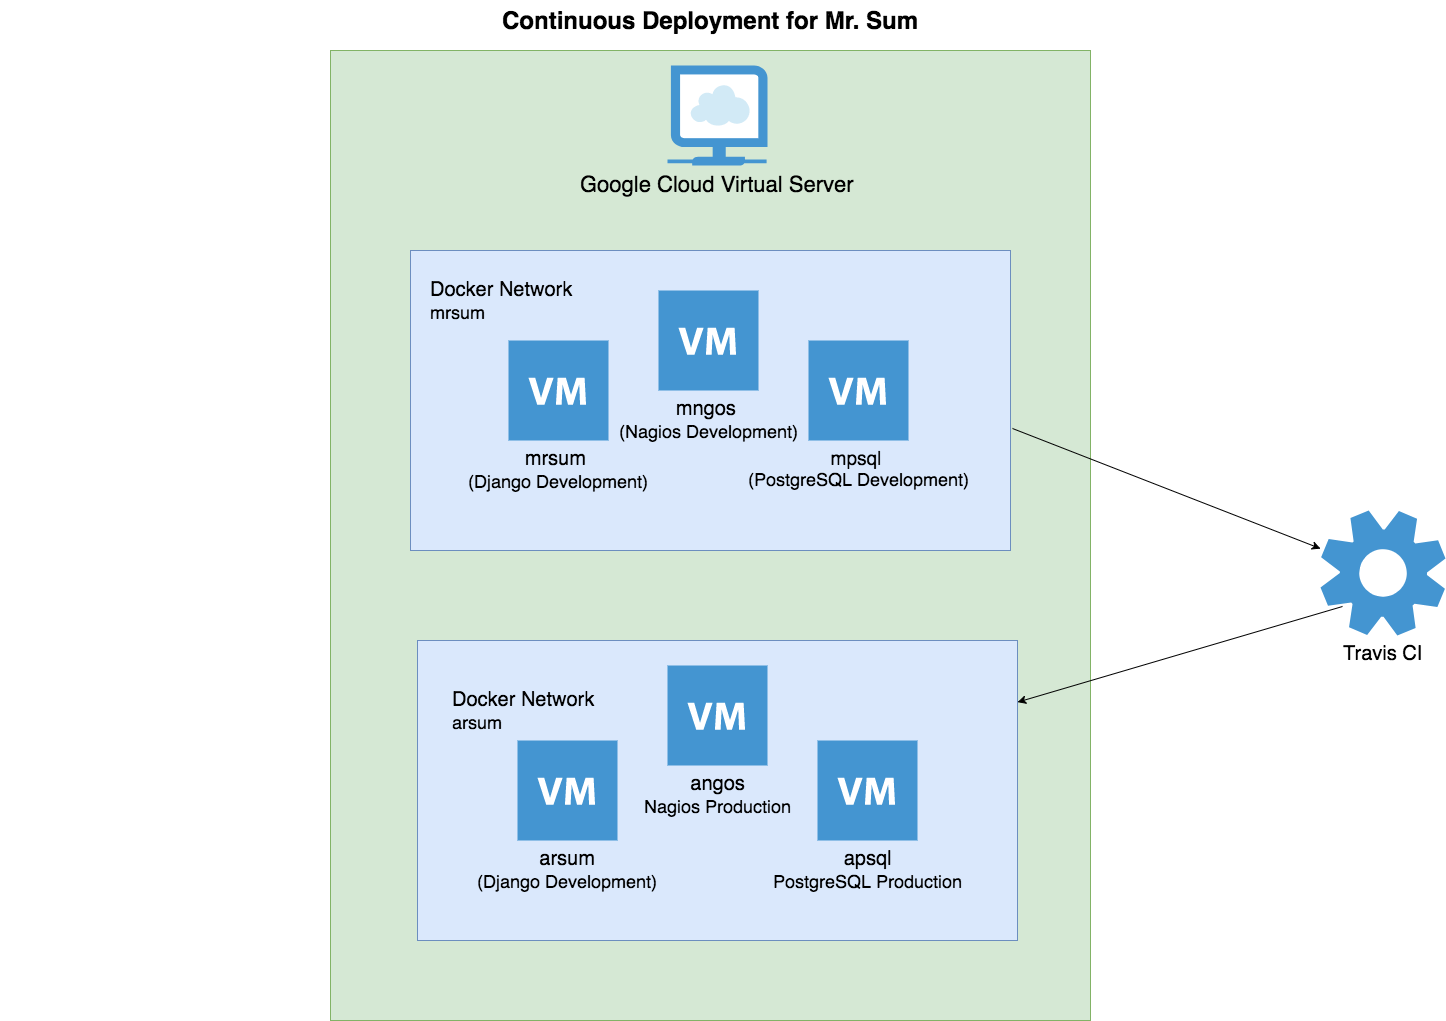 Continuous Deployment for Mr. Sum
Google Cloud Virtual Server
Docker Network
mrsum
VM
mngos
(Nagios Development)
VM
mrsum
(Django Development)
VM
mpsql
(PostgreSQL Development)
Travis CI
Docker Network
arsum
VM
angos
Nagios Production
VM
arsum
(Django Development)
VM
apsql
PostgreSQL Production